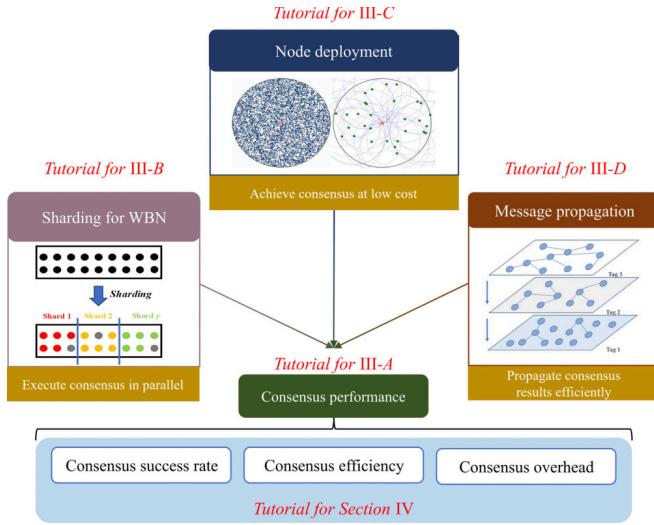 Tutorial for III-C
Node deployment
Achieve consensus at low cost
Tutorial for III-B
Sharding for WBN
Sharding
Shard 1 Shard 2 Shard y
Execute consensus in parallel
Tutorial for III-D
Message propagation
Tag 3
Tag 2
Tag 1
Propagate consensus
results efficiently
Tutorial for III-A
Consensus performance
Consensus success rate
Consensus efficiency
Consensus overhead
Tutorial for Section IV